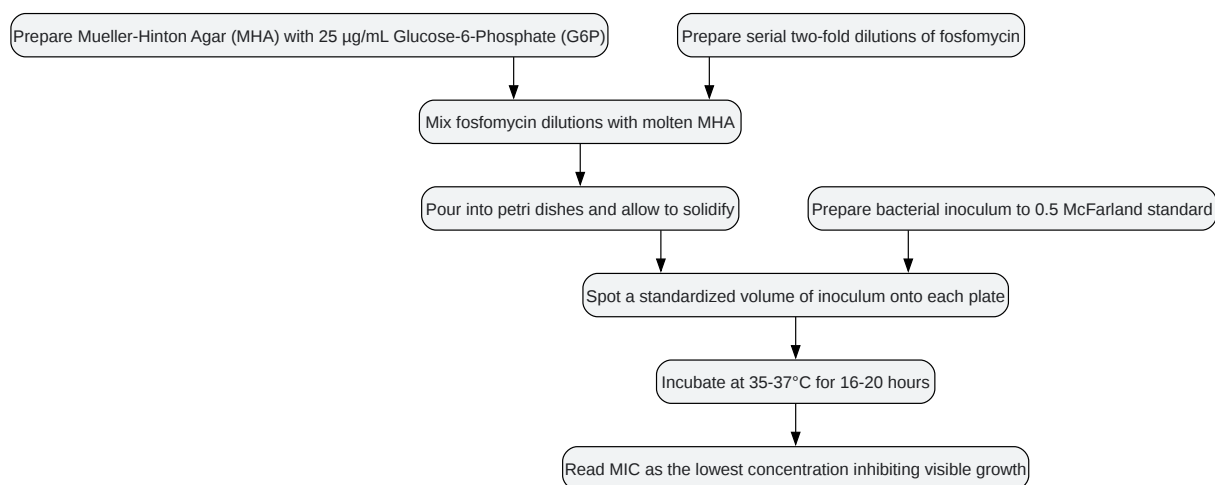 Prepare Mueller-Hinton Agar (MHA) with 25 µg/mL Glucose-6-Phosphate (G6P)
Prepare serial two-fold dilutions of fosfomycin
Mix fosfomycin dilutions with molten MHA
Pour into petri dishes and allow to solidify
Prepare bacterial inoculum to 0.5 McFarland standard
Spot a standardized volume of inoculum onto each plate
Incubate at 35-37°C for 16-20 hours
Read MIC as the lowest concentration inhibiting visible growth